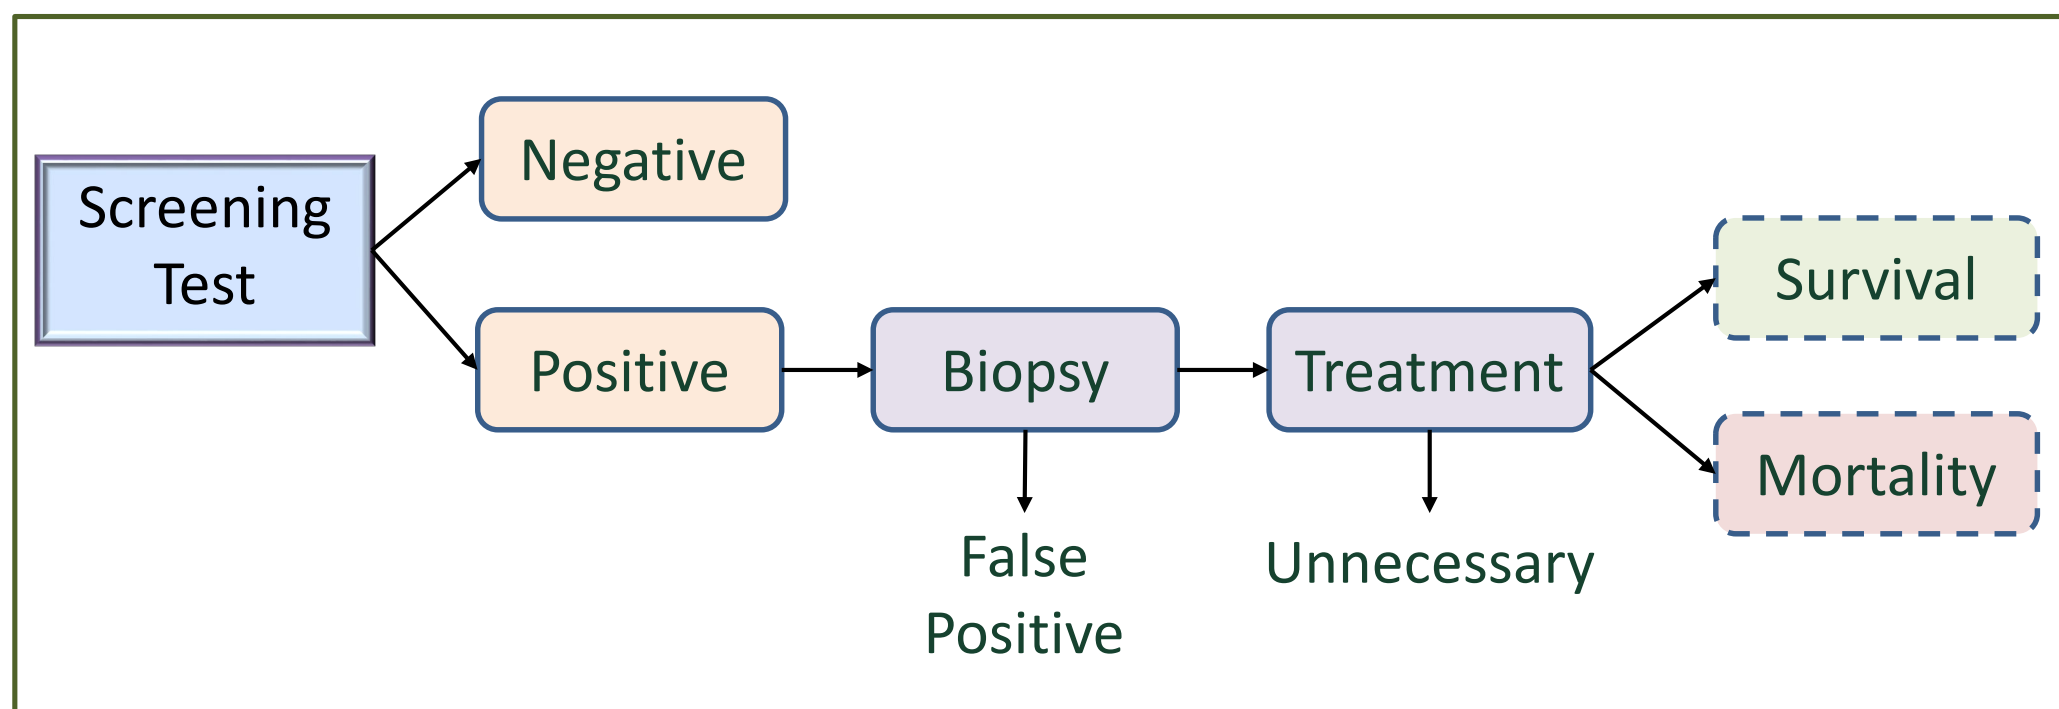 Screening
Test
Negative
Positive
Biopsy
Treatment
Survival
Mortality
False
Positive
Unnecessary